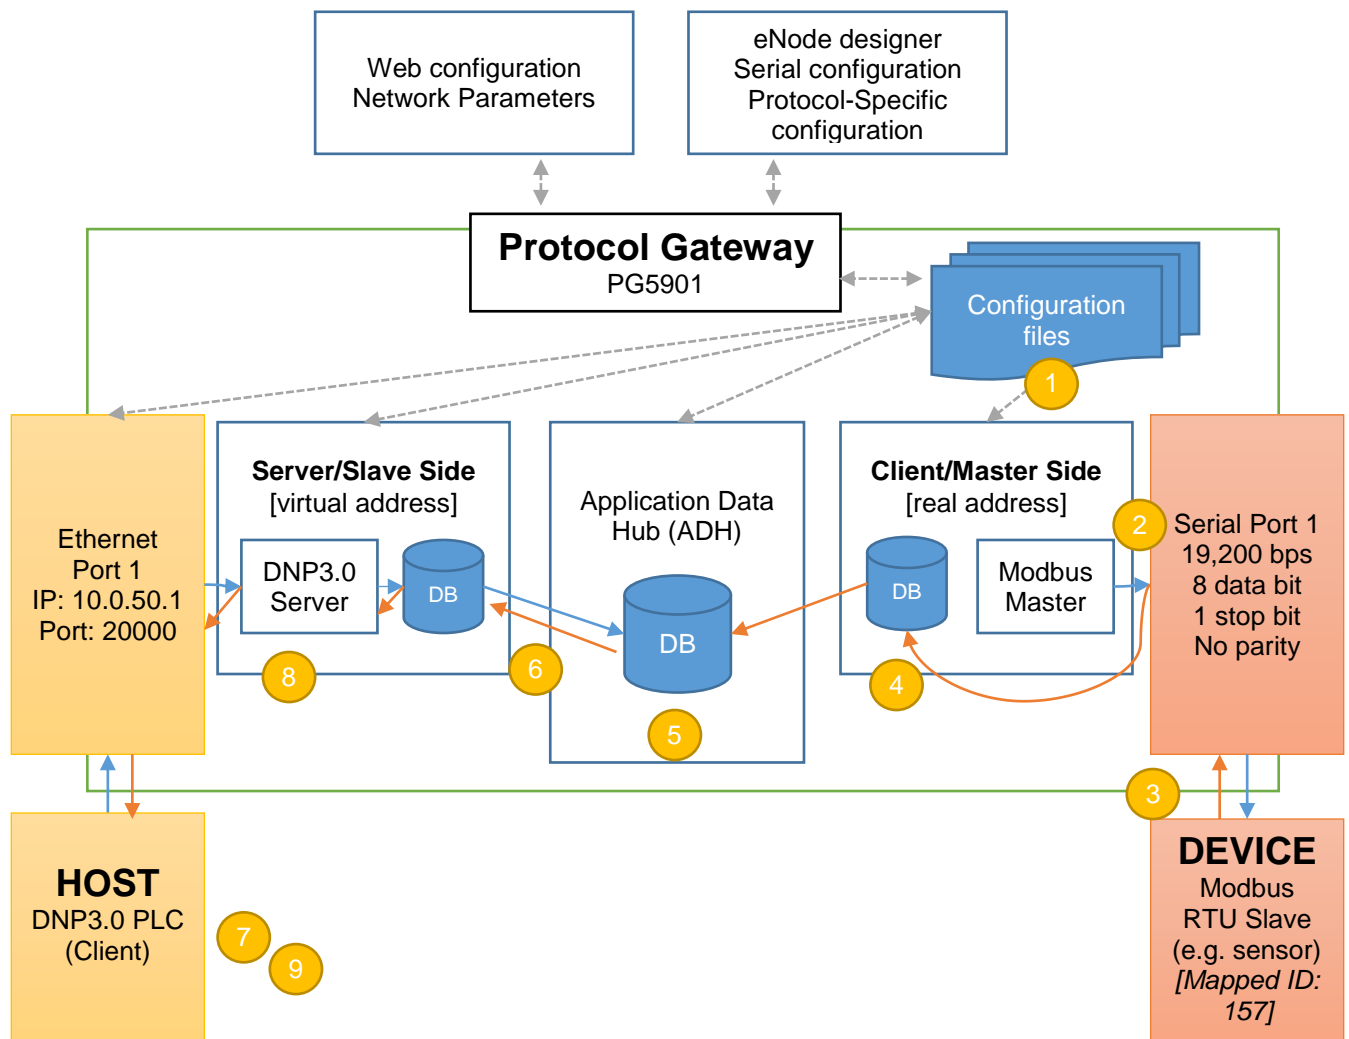 Web configuration
Network Parameters
eNode designer
Serial configuration
Protocol-Specific
configuration
Protocol Gateway
PG5901
Configuration
files
1
Ethernet
Port 1
IP: 10.0.50.1
Port: 20000
Server/Slave Side
[virtual address]
DNP3.0
Server
DB
8
6
Application Data
Hub (ADH)
DB
5
Client/Master Side
[real address]
DB
Modbus
Master
4
2
Serial Port 1
19,200 bps
8 data bit
1 stop bit
No parity
3
HOST
DNP3.0 PLC
(Client)
7
9
DEVICE
Modbus
RTU Slave
(e.g. sensor)
[Mapped ID:
157]